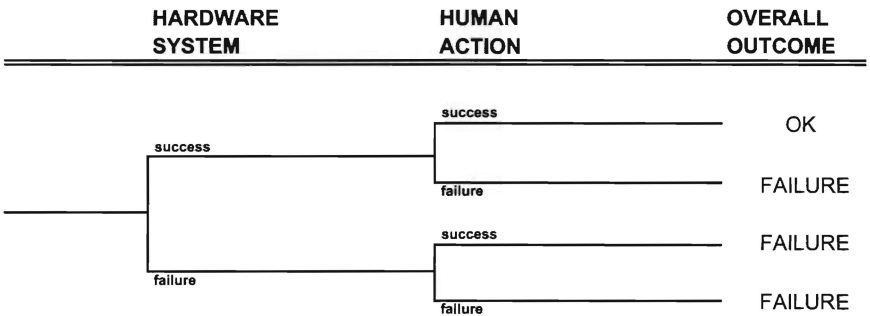 HARDWARE SYSTEM
HUMAN ACTION
OVERALL OUTCOME
success
success
OK
failure
FAILURE
success
FAILURE
failure
failure
FAILURE